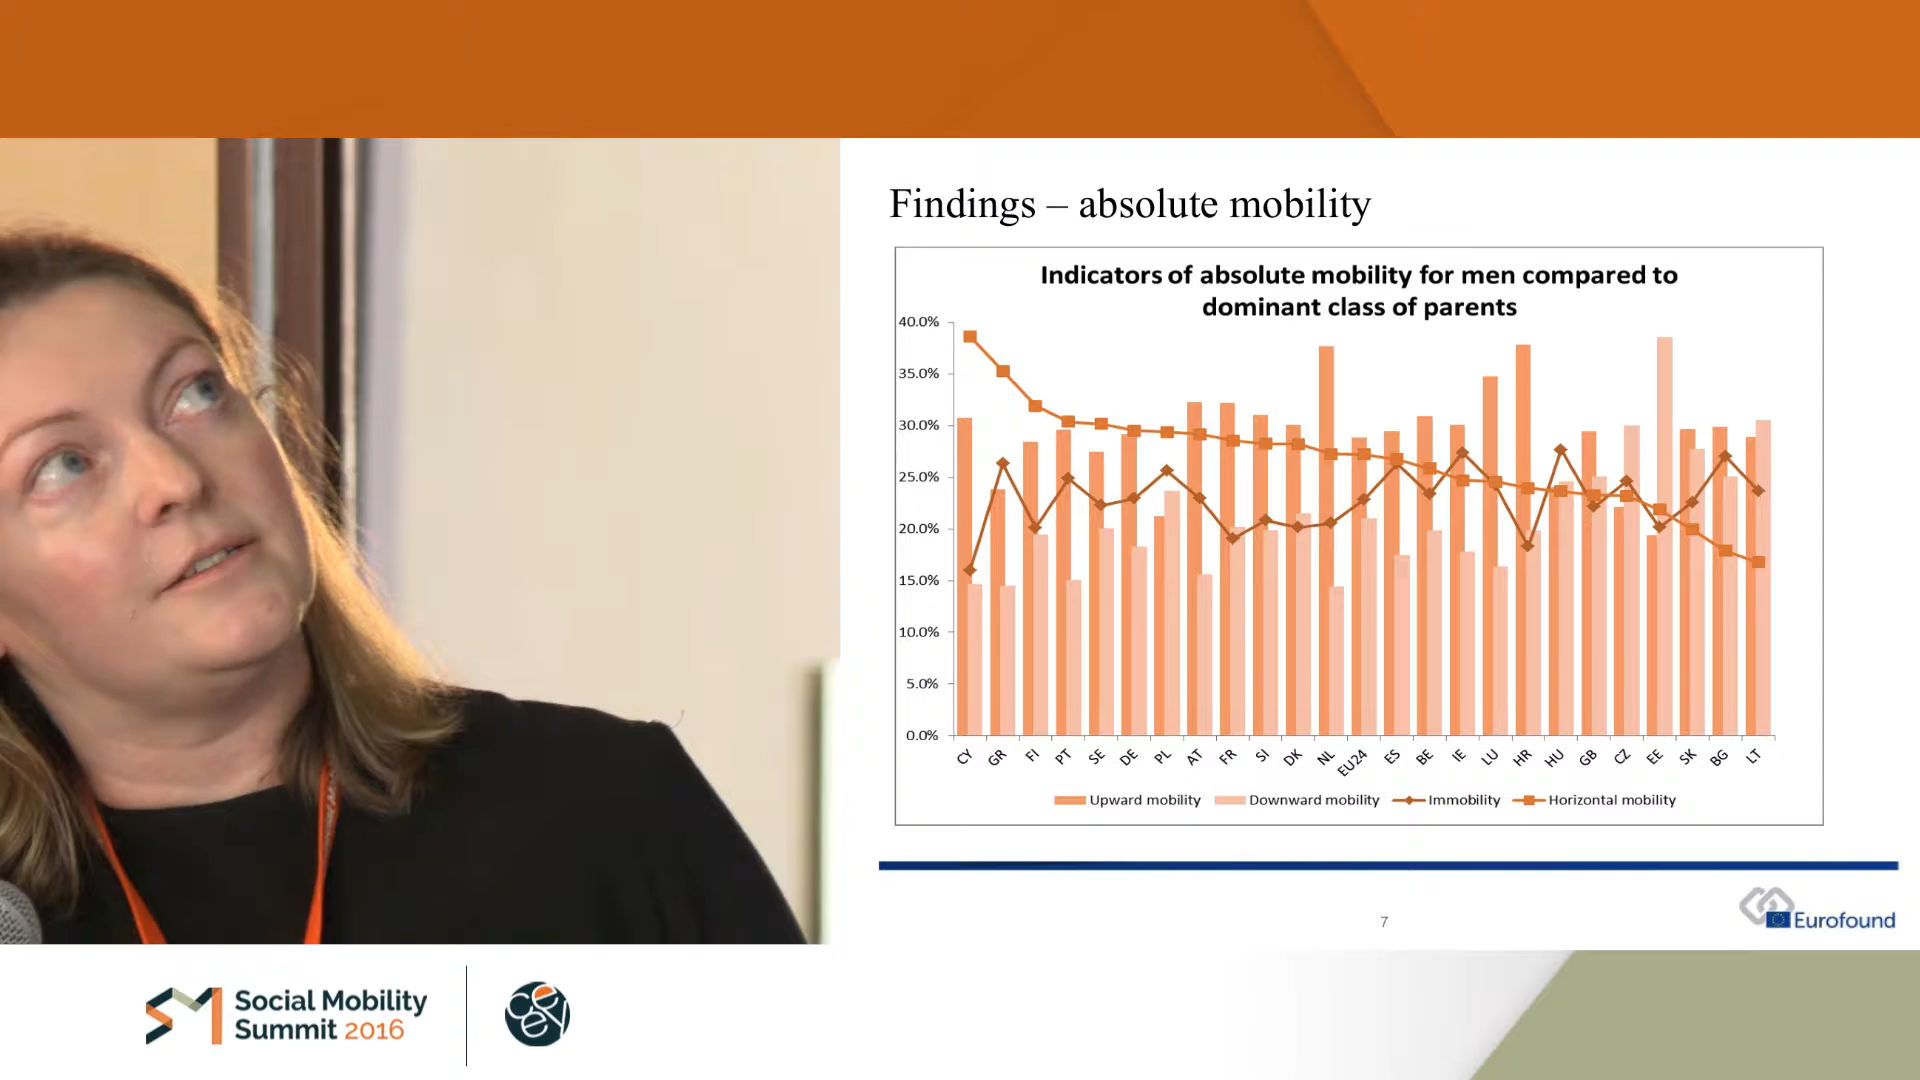 Findings – absolute mobility
Indicators of absolute mobility for men compared to
dominant class of parents
40.0%
35.0%
30.0%
25.0%
20.0%
15.0%
10.0%
5.0%
0.0%
CY GR FI PT SE DE PL AT FR SI DK NL EU24 ES BE IE LU HR HU GB CZ EE SK BG LT
Upward mobility Downward mobility Immobility Horizontal mobility
7
Eurofound
SM
Social Mobility
Summit 2016
ceey